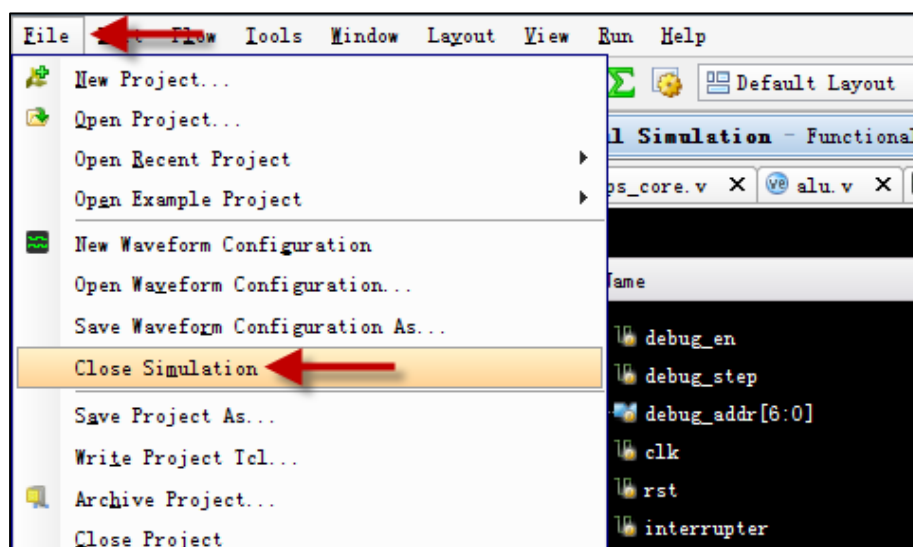 File Flow Tools Window Layout View Run Help
New Project...
Default Layout
Open Project...
l Simulation - Functional
Open Recent Project
ps_core.v X alu.v X
Open Example Project
New Waveform Configuration
Open Waveform Configuration...
ame
Save Waveform Configuration As...
debug_en
Close Simulation
debug_step
Save Project As...
debug_addr[6:0]
Write Project Tcl...
clk
Archive Project...
rst
Close Project
interrupter